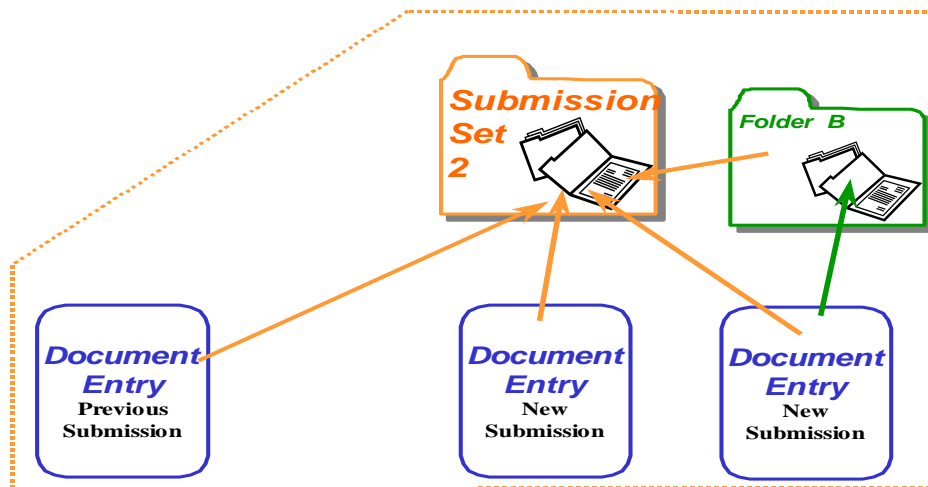 Submission
Set
2
Folder B
Document
Entry
Previous
Submission
Document
Entry
New
Submission
Document
Entry
New
Submission